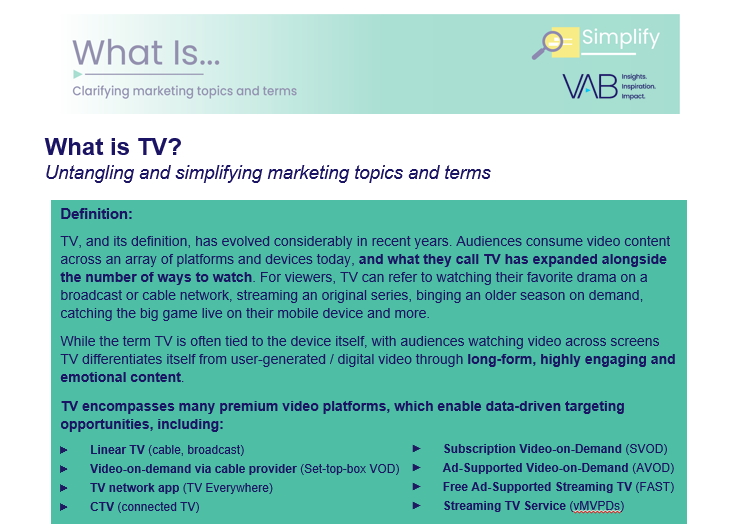 What Is...
Clarifying marketing topics and terms
Simplify
VAB
Insights.
Inspiration.
Impact.
What is TV?
Untangling and simplifying marketing topics and terms
Definition:
TV, and its definition, has evolved considerably in recent years. Audiences consume video content
across an array of platforms and devices today, and what they call TV has expanded alongside
the number of ways to watch. For viewers, TV can refer to watching their favorite drama on a
broadcast or cable network, streaming an original series, binging an older season on demand,
catching the big game live on their mobile device and more.
While the term TV is often tied to the device itself, with audiences watching video across screens
TV differentiates itself from user-generated / digital video through long-form, highly engaging and
emotional content.
TV encompasses many premium video platforms, which enable data-driven targeting
opportunities, including:
► Linear TV (cable, broadcast)
► Video-on-demand via cable provider (Set-top-box VOD)
► TV network app (TV Everywhere)
► CTV (connected TV)
► Subscription Video-on-Demand (SVOD)
► Ad-Supported Video-on-Demand (AVOD)
► Free Ad-Supported Streaming TV (FAST)
► Streaming TV Service (vMVPDs)